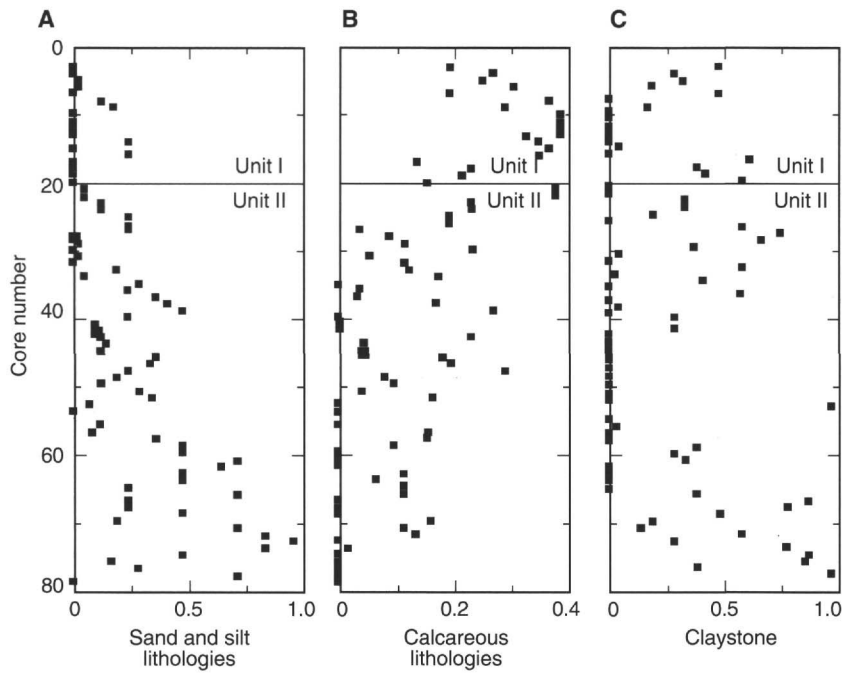 A
B
C
0
Unit I
Unit I
Unit I
20
Unit II
Unit II
Unit II
Core number
40
60
80
0
0.5
1.0
0
0.2
0.4
0
0.5
1.0
Sand and silt
lithologies
Calcareous
lithologies
Claystone